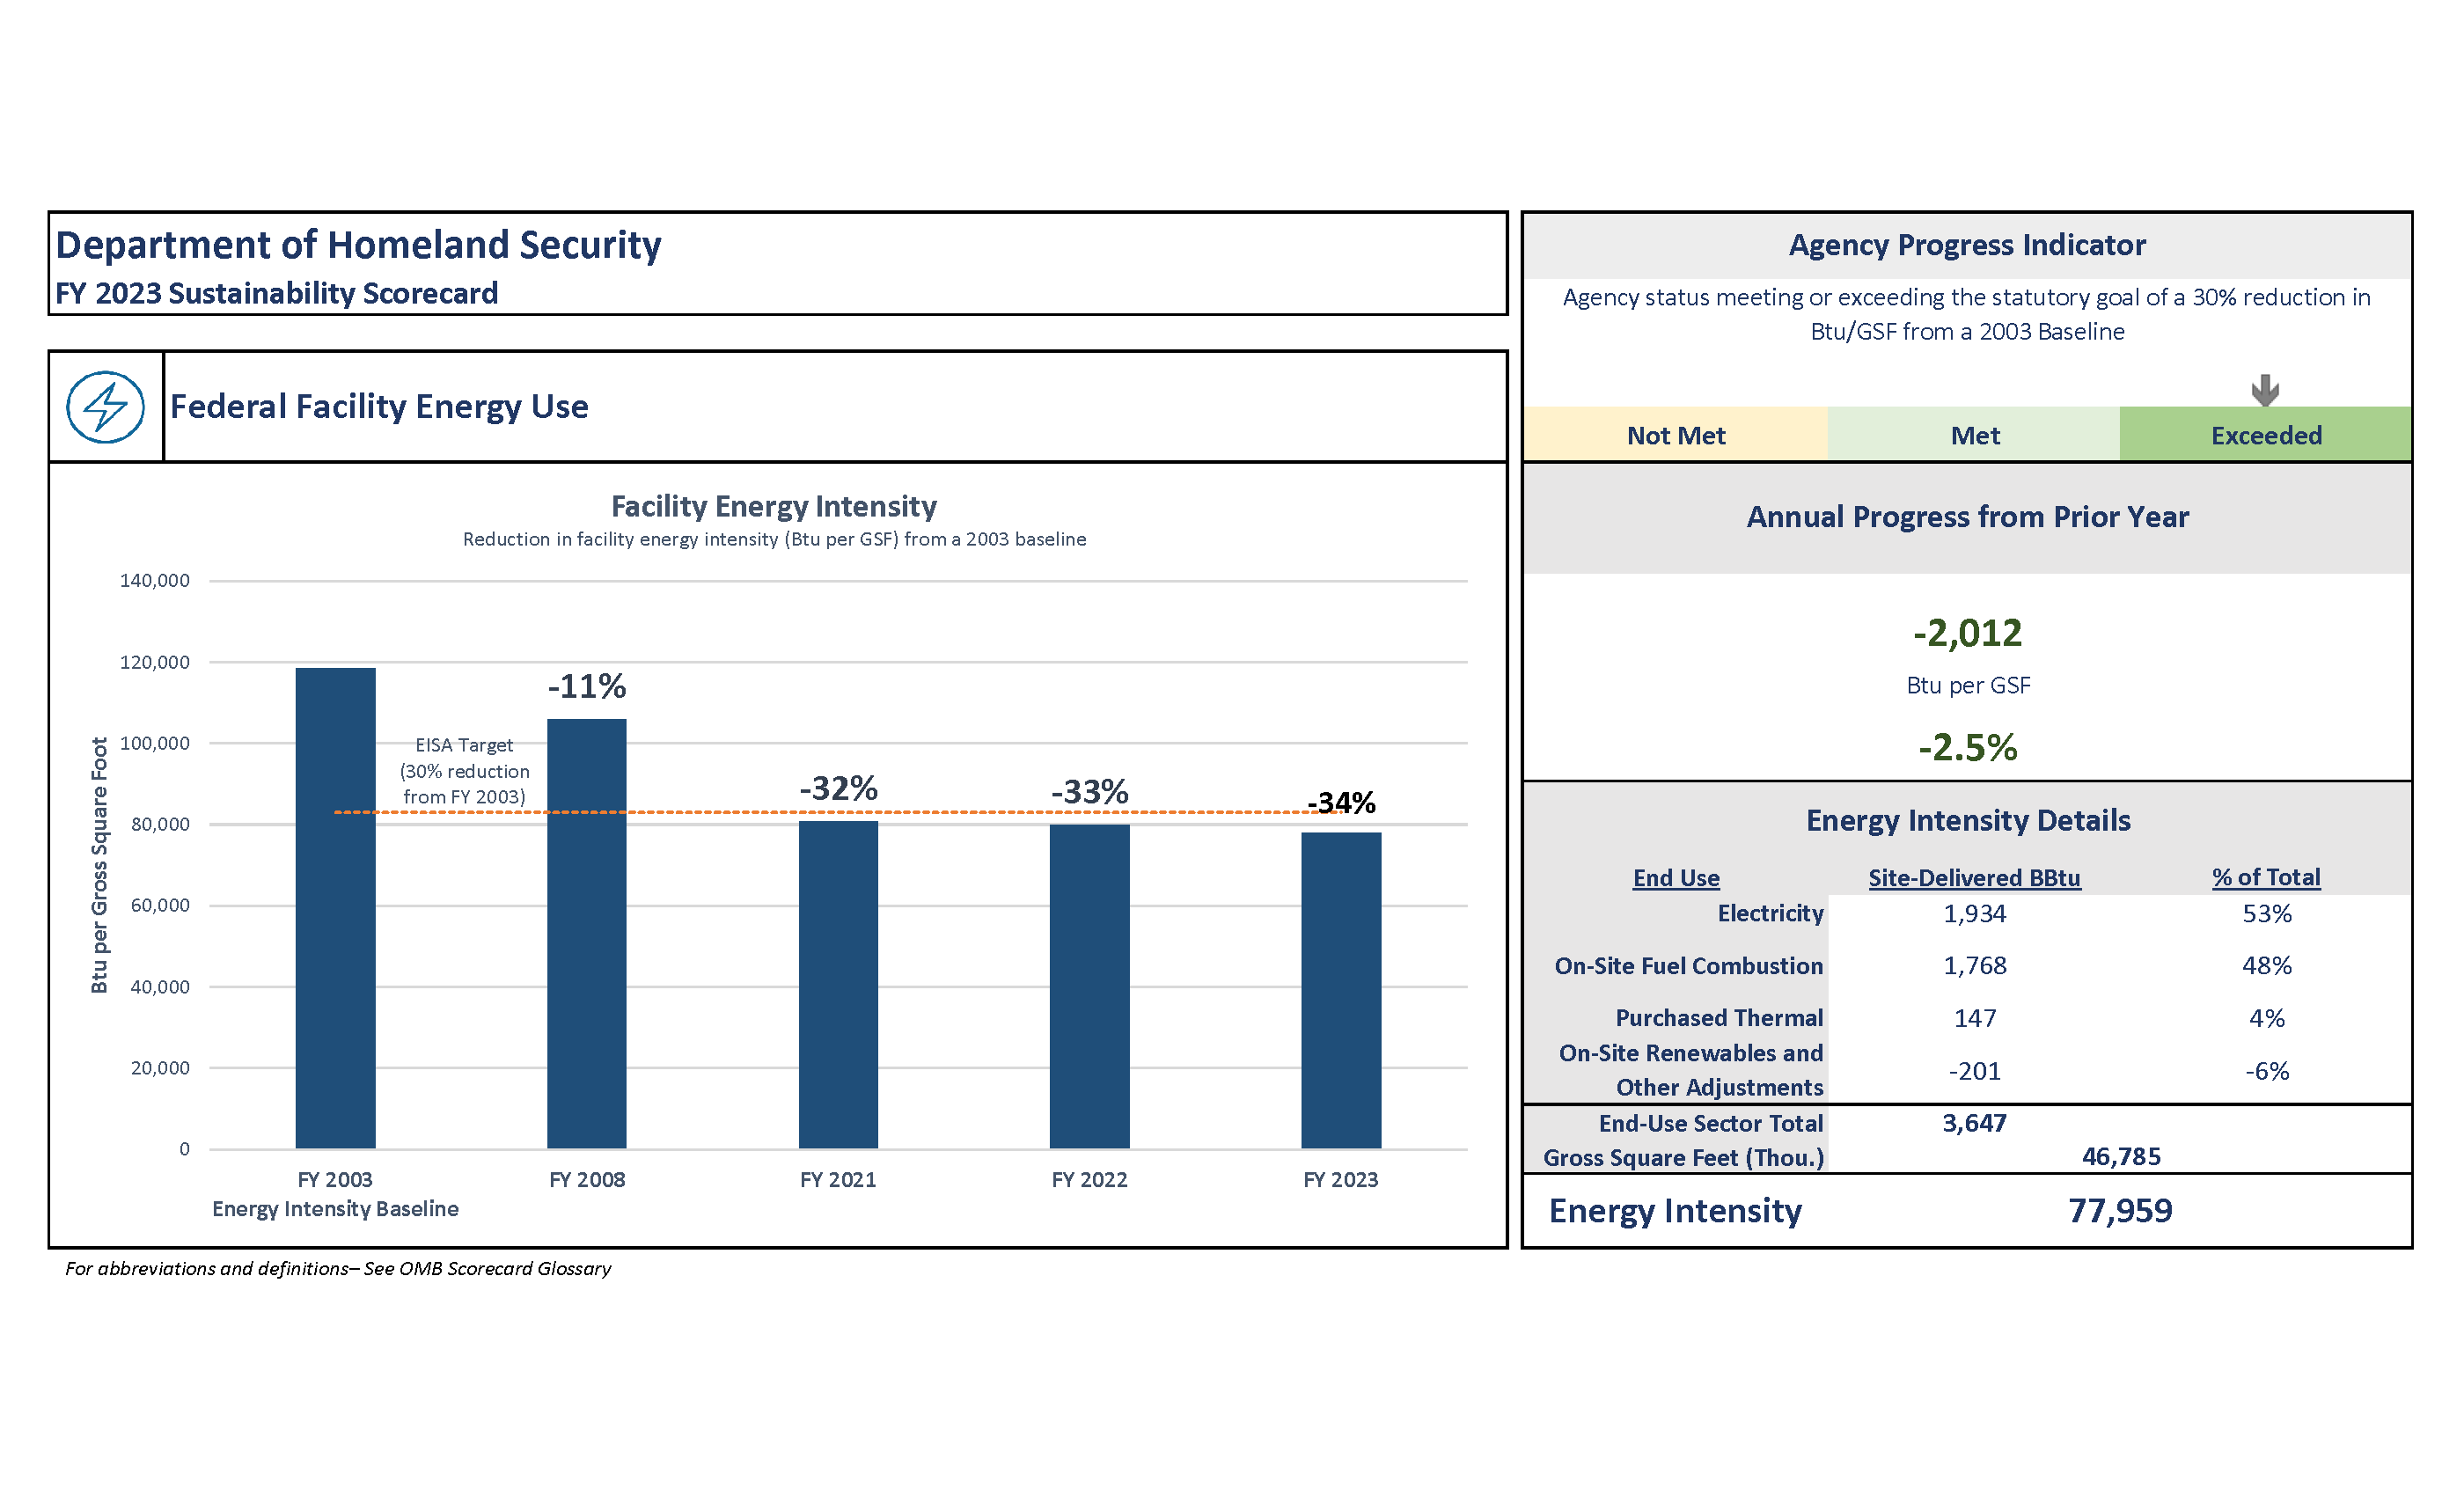 Department of Homeland Security
FY 2023 Sustainability Scorecard
Federal Facility Energy Use
Facility Energy Intensity
Reduction in facility energy intensity (Btu per GSF) from a 2003 baseline
Btu per Gross Square Foot
140,000
120,000
100,000
80,000
60,000
40,000
20,000
0
-11%
-32%
-33%
-34%
EISA Target
(30% reduction
from FY 2003)
FY 2003
FY 2008
FY 2021
FY 2022
FY 2023
Energy Intensity Baseline
For abbreviations and definitions– See OMB Scorecard Glossary
Agency Progress Indicator
Agency status meeting or exceeding the statutory goal of a 30% reduction in
Btu/GSF from a 2003 Baseline
Not Met Met Exceeded
Annual Progress from Prior Year
-2,012
Btu per GSF
-2.5%
Energy Intensity Details
End Use Site-Delivered BBtu % of Total
Electricity 1,934 53%
On-Site Fuel Combustion 1,768 48%
Purchased Thermal 147 4%
On-Site Renewables and
Other Adjustments -201 -6%
End-Use Sector Total 3,647
Gross Square Feet (Thou.) 46,785
Energy Intensity 77,959